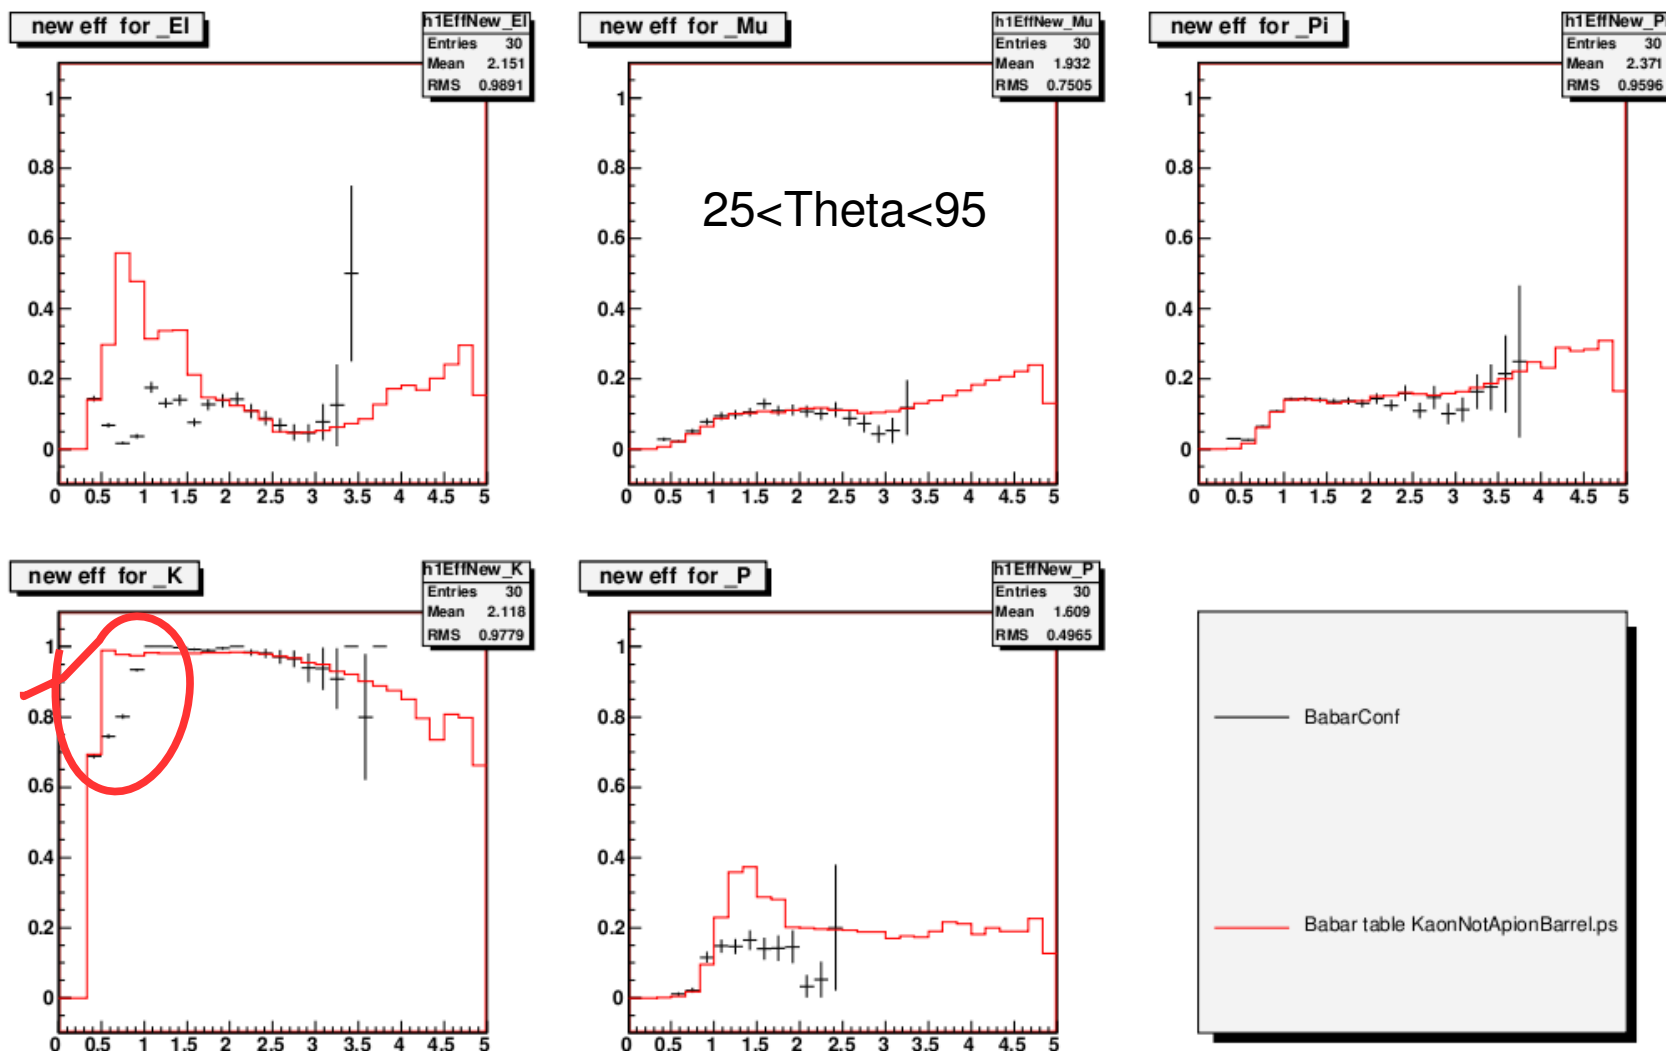 new eff for _El
h1EffNew_El
Entries 30
Mean 2.151
RMS 0.9891
1
0.8
0.6
0.4
0.2
0
0 0.5 1 1.5 2 2.5 3 3.5 4 4.5 5
new eff for _Mu
h1EffNew_Mu
Entries 30
Mean 1.932
RMS 0.7505
25<Theta<95
1
0.8
0.6
0.4
0.2
0
0 0.5 1 1.5 2 2.5 3 3.5 4 4.5 5
new eff for _Pi
h1EffNew_Pi
Entries 30
Mean 2.371
RMS 0.9596
1
0.8
0.6
0.4
0.2
0
0 0.5 1 1.5 2 2.5 3 3.5 4 4.5 5
new eff for _K
h1EffNew_K
Entries 30
Mean 2.118
RMS 0.9779
1
0.8
0.6
0.4
0.2
0
0 0.5 1 1.5 2 2.5 3 3.5 4 4.5 5
new eff for _P
h1EffNew_P
Entries 30
Mean 1.609
RMS 0.4965
1
0.8
0.6
0.4
0.2
0
0 0.5 1 1.5 2 2.5 3 3.5 4 4.5 5
BabarConf
Babar table KaonNotApionBarrel.ps